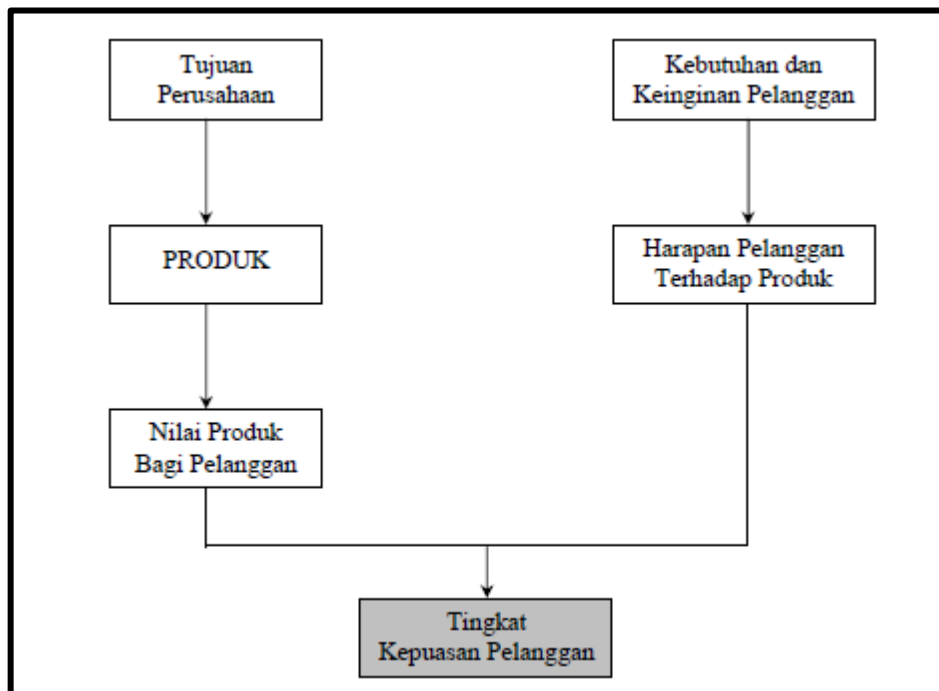 Tujuan
Perusahaan
Kebutuhan dan
Keinginan Pelanggan
PRODUK
Harapan Pelanggan
Terhadap Produk
Nilai Produk
Bagi Pelanggan
Tingkat
Kepuasan Pelanggan